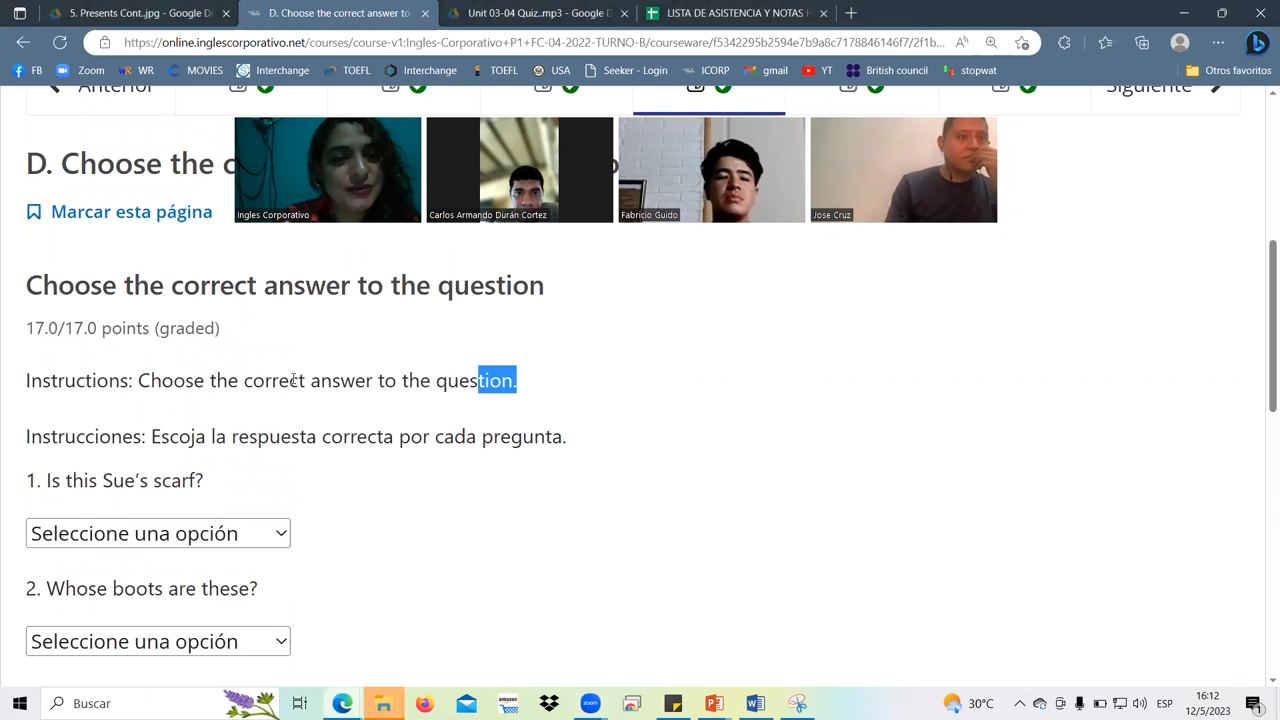 5. Presents Cont.jpg - Google Dr
D. Choose the correct answer to
Unit 03-04 Quiz.mp3 - Google D
LISTA DE ASISTENCIA Y NOTAS
https://online.inglescorporativo.net/courses/course-v1:Ingles-Corporativo+P1+FC-04-2022-TURNO-B/courseware/f5342295b2594e7b9a8c7178846146f7/2f1b...
FB
Zoom
WR
MOVIES
Interchange
TOEFL
Interchange
TOEFL
USA
Seeker - Login
ICORP
gmail
YT
British council
stopwat
Otros favoritos
Anterior
Siguiente
D. Choose the c
Marcar esta página
Ingles Corporativo
Carlos Armando Durán Cortez
Fabricio Guido
Jose Cruz
Choose the correct answer to the question
17.0/17.0 points (graded)
Instructions: Choose the correct answer to the question.
Instrucciones: Escoja la respuesta correcta por cada pregunta.
1. Is this Sue’s scarf?
Seleccione una opción
2. Whose boots are these?
Seleccione una opción
Buscar
30°C
ESP
16:12
12/5/2023
1